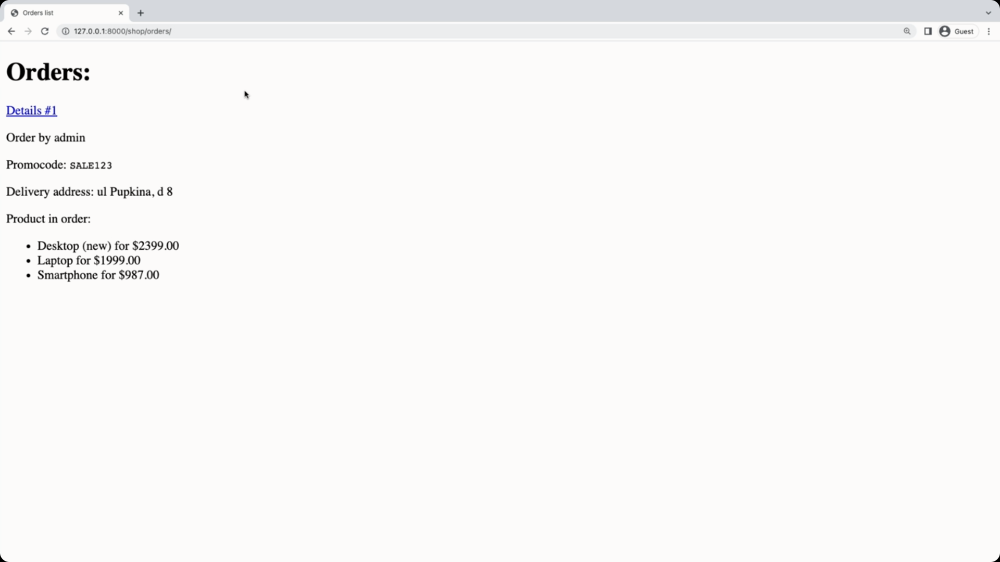 Orders list
127.0.0.1:8000/shop/orders/
Guest
Orders:
Details #1
Order by admin
Promocode: SALE123
Delivery address: ul Pupkina, d 8
Product in order:
• Desktop (new) for $2399.00
• Laptop for $1999.00
• Smartphone for $987.00